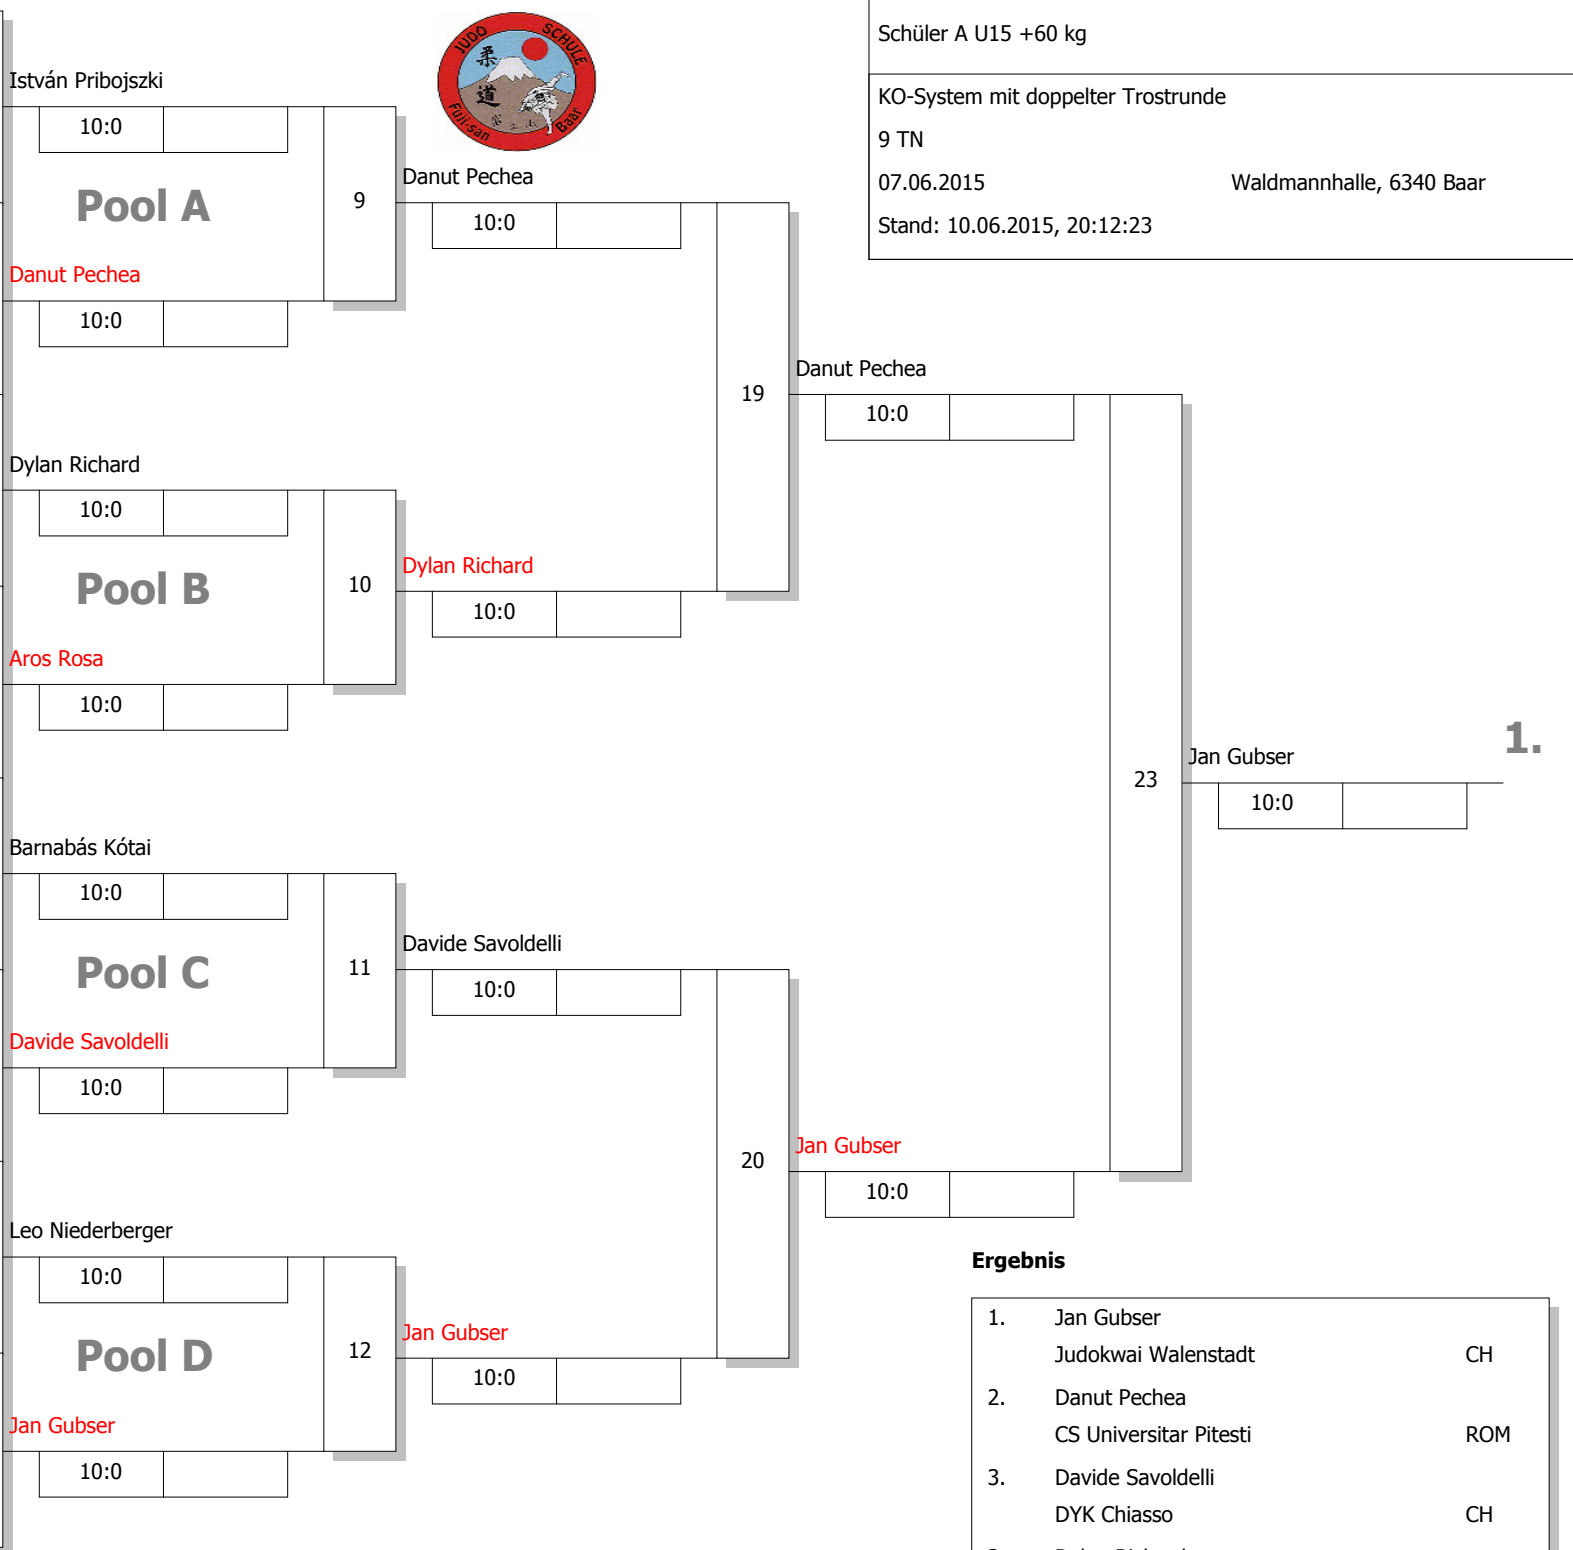 Schüler A U15 +60 kg
KO-System mit doppelter Trostrunde
9 TN
07.06.2015 Waldmannhalle, 6340 Baar
Stand: 10.06.2015, 20:12:23
JUDO SCHULE
柔
道
富士山
Fuji-san Baar
István Pribojszki
10:0
Pool A
9
Danut Pechea
10:0
Danut Pechea
10:0
19
Dylan Richard
10:0
Pool B
10
Aros Rosa
10:0
Dylan Richard
10:0
Danut Pechea
10:0
23
Barnabás Kótai
10:0
Pool C
11
Davide Savoldelli
10:0
Davide Savoldelli
10:0
20
Leo Niederberger
10:0
Pool D
12
Jan Gubser
10:0
Jan Gubser
10:0
Jan Gubser
10:0
Jan Gubser
1.
10:0
Ergebnis
1. Jan Gubser
Judokwai Walenstadt CH
2. Danut Pechea
CS Universitar Pitesti ROM
3. Davide Savoldelli
DYK Chiasso CH